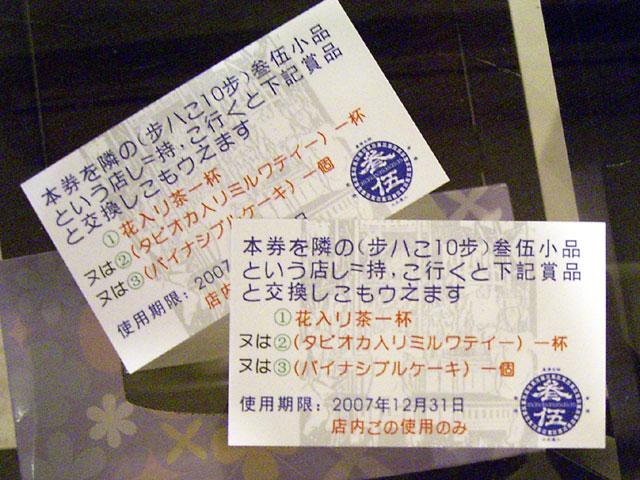 本券を隣の(歩ハこ10歩)叁伍小品
という店し=持,こ行くと下記賞品
と交換しこもウえます
①花入リ茶一杯
又は②(タピオカ入リミルワテイー)一杯
又は③(パイナシプルケーキ)一個
使用期限: 2007
店内
叁伍
本券を隣の(歩ハこ10歩)叁伍小品
という店し=持,こ行くと下記賞品
と交換しこもウえます
①花入リ茶一杯
又は②(タピオカ入リミルワテイー)一杯
又は③(パイナシプルケーキ)一個
使用期限: 2007年12月31日
店内ごの使用のみ
叁伍